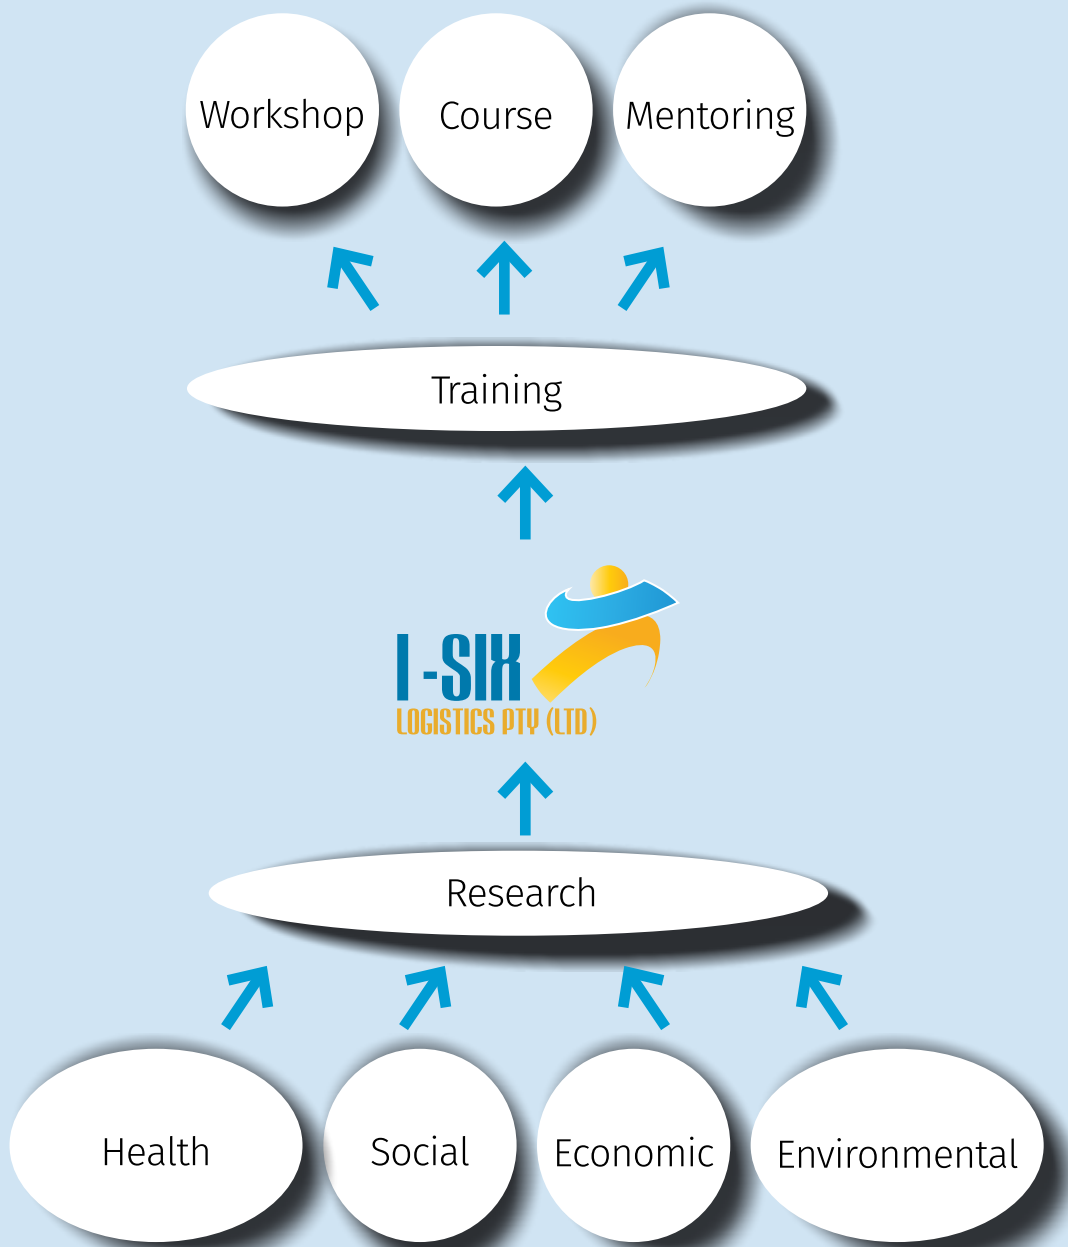 Workshop
Course
Mentoring
Training
I-SIX
LOGISTICS PTY (LTD)
Research
Health
Social
Economic
Environmental